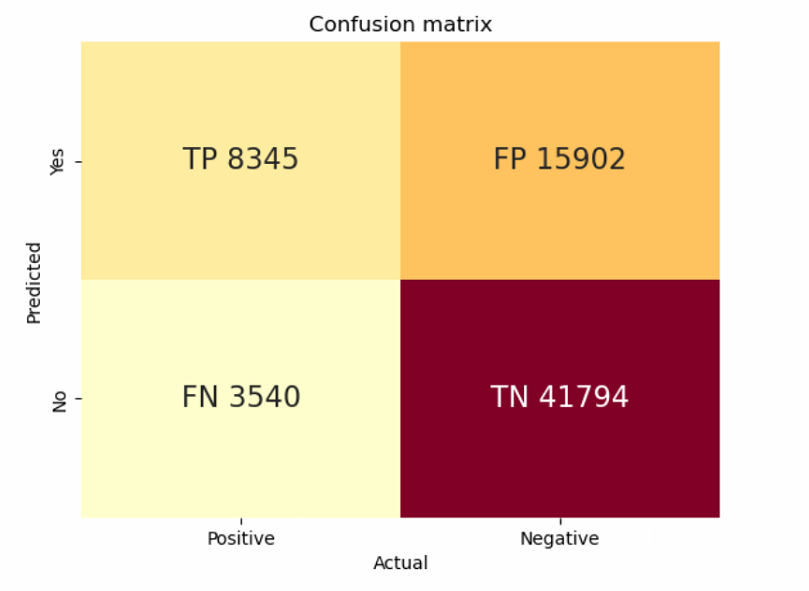 Confusion matrix
Yes
TP 8345
FP 15902
Predicted
No
FN 3540
TN 41794
Positive
Negative
Actual